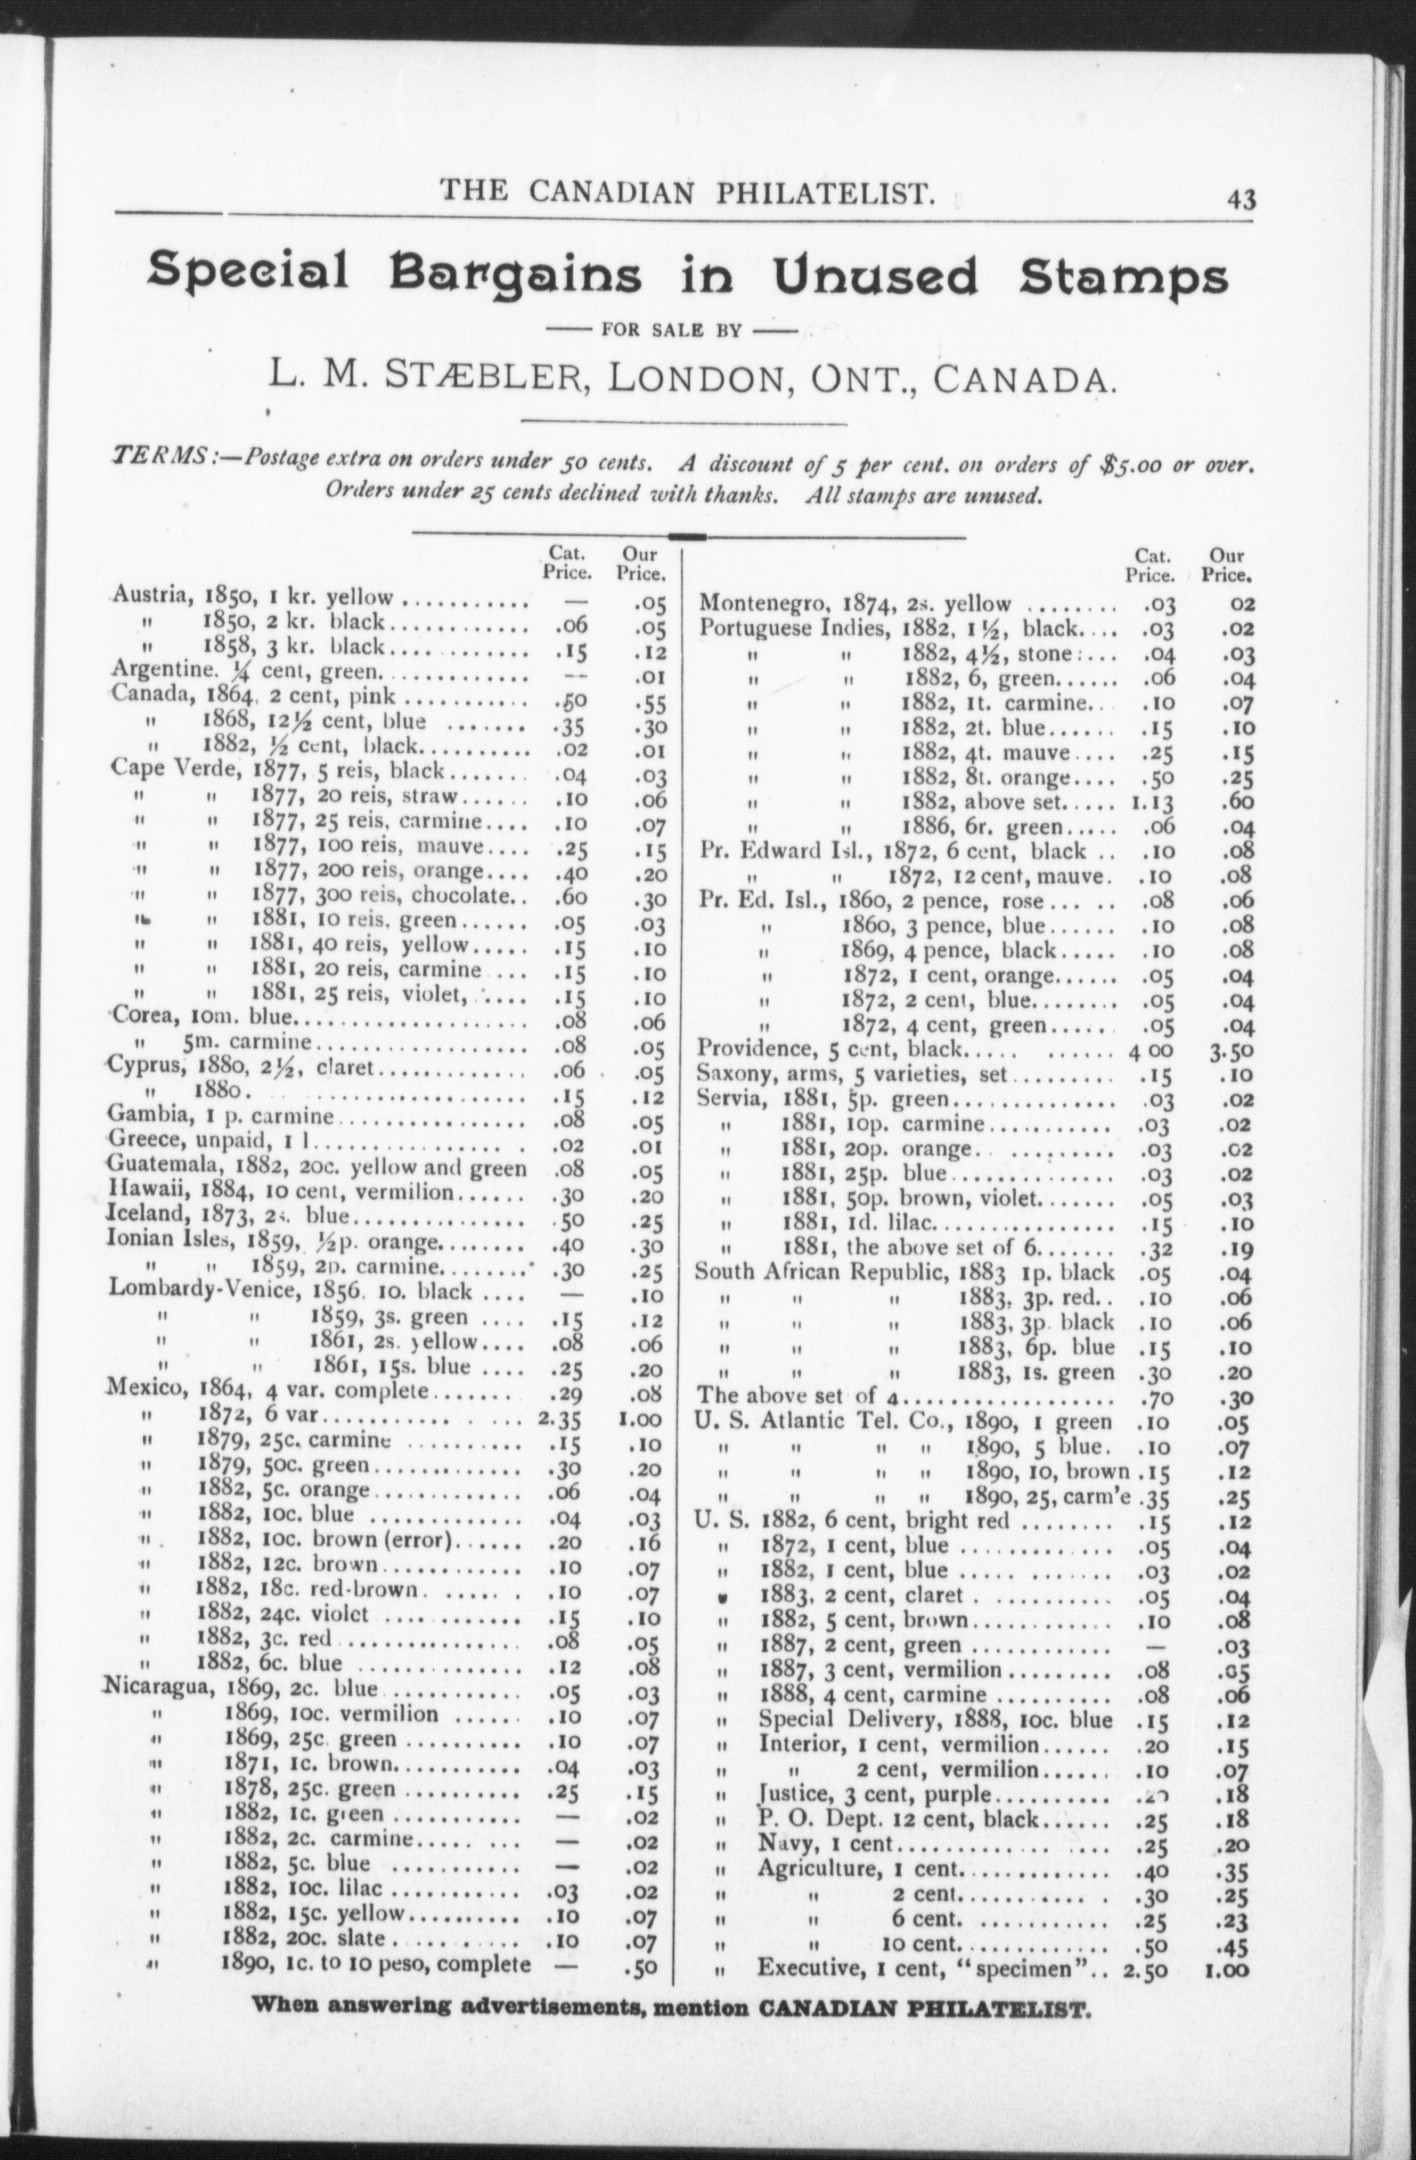 THE CANADIAN PHILATELIST. 43
Special Bargains in Unused Stamps
— FOR SALE BY —
L. M. STÆBLER, LONDON, ONT., CANADA.
TERMS:—Postage extra on orders under 50 cents. A discount of 5 per cent. on orders of $5.00 or over.
Orders under 25 cents declined with thanks. All stamps are unused.
Cat. Price. Our Price.
Austria, 1850, 1 kr. yellow ........... — .05
" 1850, 2 kr. black............ .06 .05
" 1858, 3 kr. black............ .15 .12
Argentine. ¼ cent, green............. — .01
Canada, 1864, 2 cent, pink ........... .50 .55
" 1868, 12½ cent, blue ....... .35 .30
" 1882, ½ cent, black.......... .02 .01
Cape Verde, 1877, 5 reis, black....... .04 .03
" " 1877, 20 reis, straw...... .10 .06
" " 1877, 25 reis, carmine.... .10 .07
" " 1877, 100 reis, mauve.... .25 .15
" " 1877, 200 reis, orange.... .40 .20
" " 1877, 300 reis, chocolate.. .60 .30
" " 1881, 10 reis, green...... .05 .03
" " 1881, 40 reis, yellow..... .15 .10
" " 1881, 20 reis, carmine ... .15 .10
" " 1881, 25 reis, violet, .... .15 .10
Corea, 10m. blue.................... .08 .06
" 5m. carmine.................. .08 .05
Cyprus, 1880, 2½, claret............. .06 .05
" 1880. .................... .15 .12
Gambia, 1 p. carmine................ .08 .05
Greece, unpaid, 1 l.................. .02 .01
Guatemala, 1882, 20c. yellow and green .08 .05
Hawaii, 1884, 10 cent, vermilion...... .30 .20
Iceland, 1873, 2s. blue............... .50 .25
Ionian Isles, 1859, ½p. orange........ .40 .30
" " 1859, 2p. carmine........ .30 .25
Lombardy-Venice, 1856. 10. black .... — .10
" " 1859, 3s. green .... .15 .12
" " 1861, 2s. yellow.... .08 .06
" " 1861, 15s. blue .... .25 .20
Mexico, 1864, 4 var. complete....... .29 .08
" 1872, 6 var............ ... 2.35 1.00
" 1879, 25c. carmine .......... .15 .10
" 1879, 50c. green............. .30 .20
" 1882, 5c. orange............. .06 .04
" 1882, 10c. blue ............. .04 .03
" 1882, 10c. brown (error)...... .20 .16
" 1882, 12c. brown............ .10 .07
" 1882, 18c. red-brown. ...... . .10 .07
" 1882, 24c. violet ........... .15 .10
" 1882, 3c. red ............... .08 .05
" 1882, 6c. blue .............. .12 .08
Nicaragua, 1869, 2c. blue ........... .05 .03
" 1869, 10c. vermilion ...... .10 .07
" 1869, 25c. green .......... .10 .07
" 1871, 1c. brown........... .04 .03
" 1878, 25c. green .......... .25 .15
" 1882, 1c. green ........... — .02
" 1882, 2c. carmine..... ... — .02
" 1882, 5c. blue ........... — .02
" 1882, 10c. lilac ........... .03 .02
" 1882, 15c. yellow.......... .10 .07
" 1882, 20c. slate .......... .10 .07
" 1890, 1c. to 10 peso, complete — .50
Cat. Price. Our Price.
Montenegro, 1874, 2s. yellow ........ .03 02
Portuguese Indies, 1882, 1½, black.... .03 .02
" " 1882, 4½, stone:... .04 .03
" " 1882, 6, green...... .06 .04
" " 1882, 1t. carmine.. .10 .07
" " 1882, 2t. blue...... .15 .10
" " 1882, 4t. mauve.... .25 .15
" " 1882, 8t. orange.... .50 .25
" " 1882, above set..... 1.13 .60
" " 1886, 6r. green..... .06 .04
Pr. Edward Isl., 1872, 6 cent, black .. .10 .08
" " 1872, 12 cent, mauve. .10 .08
Pr. Ed. Isl., 1860, 2 pence, rose... .. .08 .06
" 1860, 3 pence, blue...... .10 .08
" 1869, 4 pence, black..... .10 .08
" 1872, 1 cent, orange...... .05 .04
" 1872, 2 cent, blue........ .05 .04
" 1872, 4 cent, green...... .05 .04
Providence, 5 cent, black..... ...... 4 00 3.50
Saxony, arms, 5 varieties, set......... .15 .10
Servia, 1881, 5p. green.............. .03 .02
" 1881, 10p. carmine........... .03 .02
" 1881, 20p. orange. ......... .03 .02
" 1881, 25p. blue.............. .03 .02
" 1881, 50p. brown, violet....... .05 .03
" 1881, 1d. lilac................ .15 .10
" 1881, the above set of 6....... .32 .19
South African Republic, 1883 1p. black .05 .04
" " " 1883, 3p. red.. .10 .06
" " " 1883, 3p. black .10 .06
" " " 1883, 6p. blue .15 .10
" " " 1883, 1s. green .30 .20
The above set of 4.................. .70 .30
U. S. Atlantic Tel. Co., 1890, 1 green .10 .05
" " " " 1890, 5 blue. .10 .07
" " " " 1890, 10, brown .15 .12
" " " " 1890, 25, carm'e .35 .25
U. S. 1882, 6 cent, bright red ........ .15 .12
" 1872, 1 cent, blue ............. .05 .04
" 1882, 1 cent, blue ..... ....... .03 .02
" 1883, 2 cent, claret . .......... .05 .04
" 1882, 5 cent, brown............ .10 .08
" 1887, 2 cent, green ............ — .03
" 1887, 3 cent, vermilion ......... .08 .05
" 1888, 4 cent, carmine .......... .08 .06
" Special Delivery, 1888, 10c. blue .15 .12
" Interior, 1 cent, vermilion...... .20 .15
" " 2 cent, vermilion...... .10 .07
" Justice, 3 cent, purple.......... .18
" P. O. Dept. 12 cent, black...... .25 .18
" Navy, 1 cent............. .... .25 .20
" Agriculture, 1 cent............. .40 .35
" " 2 cent........... . .30 .25
" " 6 cent. ........... .25 .23
" " 10 cent............. .50 .45
" Executive, 1 cent, "specimen".. 2.50 1.00
When answering advertisements, mention CANADIAN PHILATELIST.